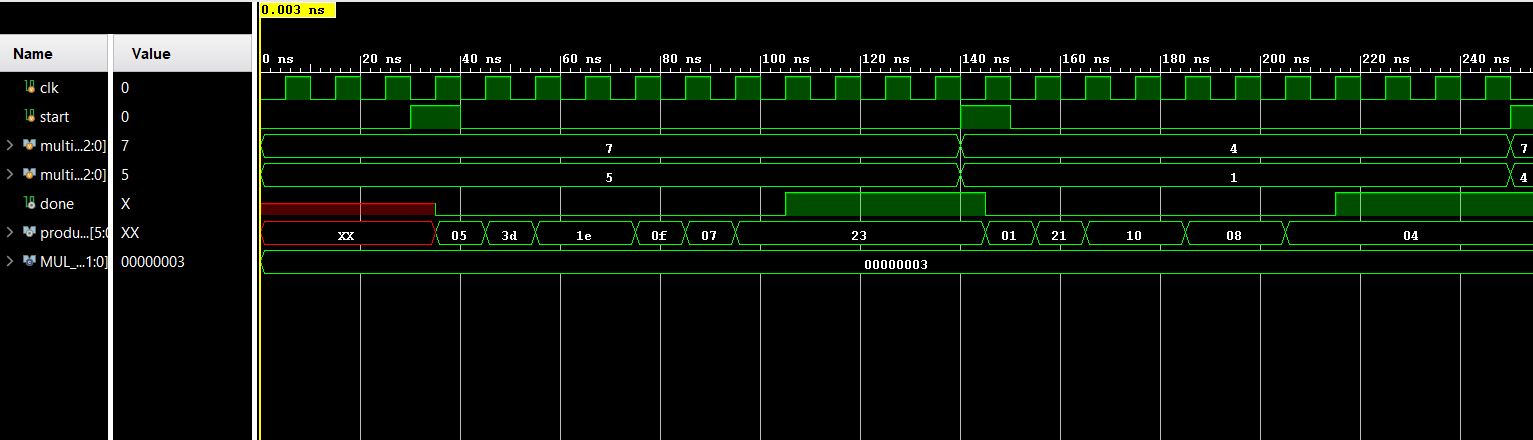 0.003 ns
Name Value
0 ns 20 ns 40 ns 60 ns 80 ns 100 ns 120 ns 140 ns 160 ns 180 ns 200 ns 220 ns 240 ns
clk 0
start 0
multi...2:0] 7 7 4 7
multi...2:0] 5 5 1 4
done X
produ...[5:0 XX XX 05 3d 1e 0f 07 23 01 21 10 08 04
MUL_...1:0] 00000003 00000003